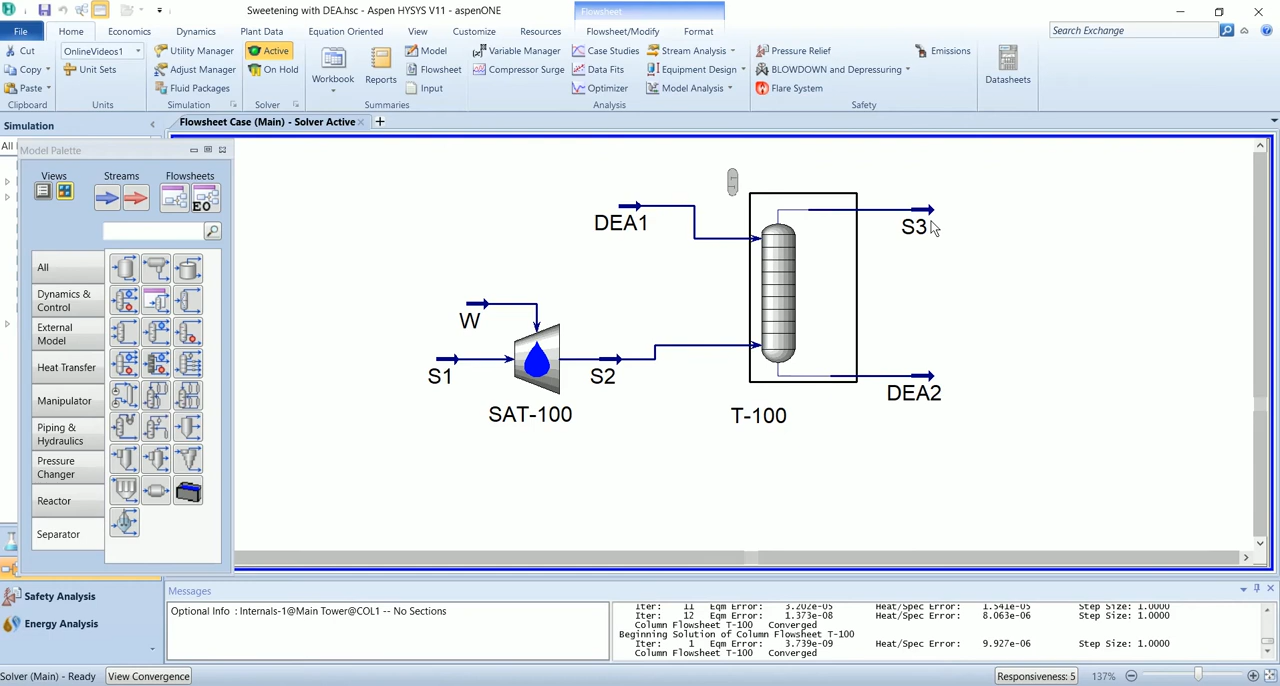 Sweetening with DEA.hsc - Aspen HYSYS V11 - aspenONE
Flowsheet
File Home Economics Dynamics Plant Data Equation Oriented View Customize Resources Flowsheet/Modify Format
Search Exchange
Cut
Copy
Paste
Clipboard
OnlineVideos1
Unit Sets
Units
Utility Manager
Adjust Manager
Fluid Packages
Simulation
Active
On Hold
Solver
Workbook
Reports
Model
Flowsheet
Input
Summaries
Variable Manager
Compressor Surge
Case Studies
Data Fits
Optimizer
Stream Analysis
Equipment Design
Model Analysis
Analysis
Pressure Relief
BLOWDOWN and Depressuring
Flare System
Emissions
Safety
Datasheets
Simulation
Flowsheet Case (Main) - Solver Active
All
Model Palette
Views Streams Flowsheets
EO
All
Dynamics &
Control
External
Model
Heat Transfer
Manipulator
Piping &
Hydraulics
Pressure
Changer
Reactor
Separator
DEA1
S3
W
S1
S2
SAT-100
T-100
DEA2
Safety Analysis
Energy Analysis
Messages
Optional Info : Internals-1@Main Tower@COL1 -- No Sections
Iter: 11 Eqm Error: 3.202e-05 Heat/Spec Error: 1.541e-05 Step Size: 1.0000
Iter: 12 Eqm Error: 1.373e-08 Heat/Spec Error: 8.063e-06 Step Size: 1.0000
Column Flowsheet T-100 Converged
Beginning Solution of Column Flowsheet T-100
Iter: 1 Eqm Error: 3.739e-09 Heat/Spec Error: 9.927e-06 Step Size: 1.0000
Column Flowsheet T-100 Converged
Solver (Main) - Ready View Convergence Responsiveness: 5 137%